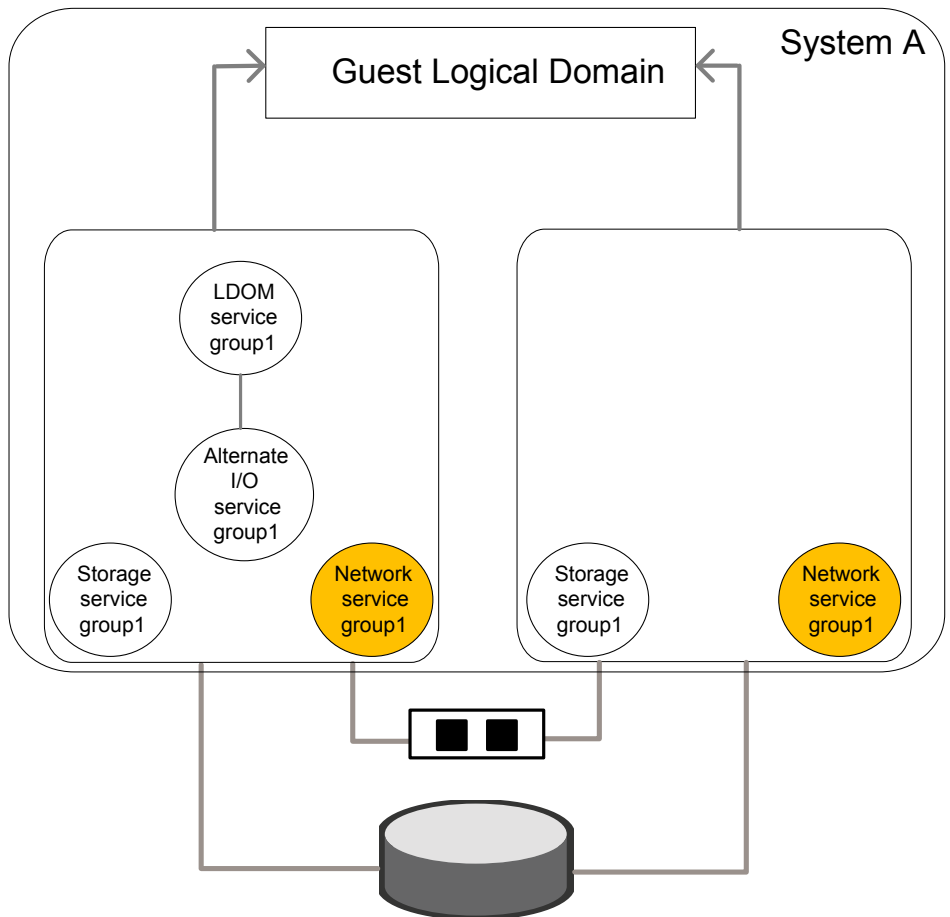 System A
Guest Logical Domain
LDOM
service
group1
Alternate
I/O
service
group1
Storage
service
group1
Network
service
group1
Storage
service
group1
Network
service
group1